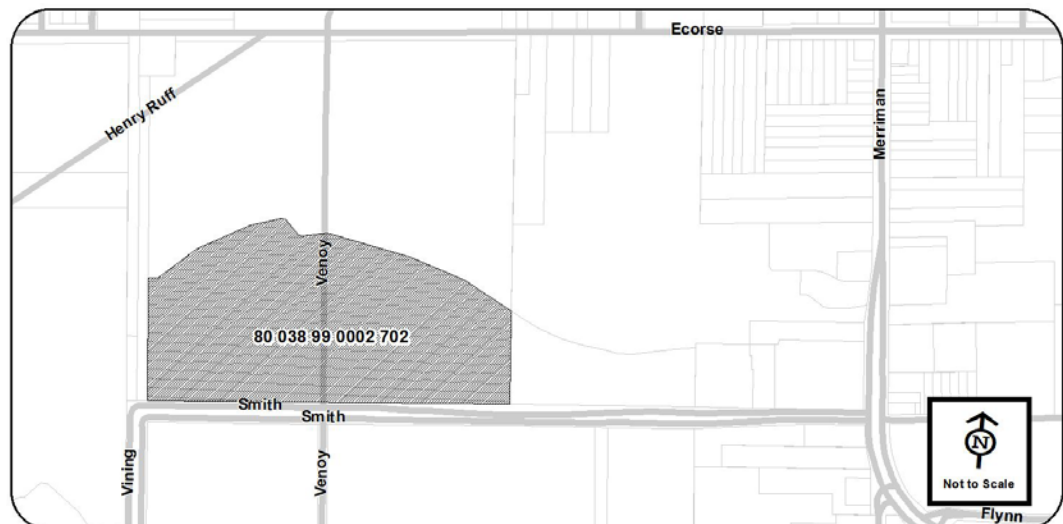 Ecorse
Henry Ruff
Merriman
Venoy
80 038 99 0002 702
Smith
Smith
Vining
Venoy
N
Not to Scale
Flynn